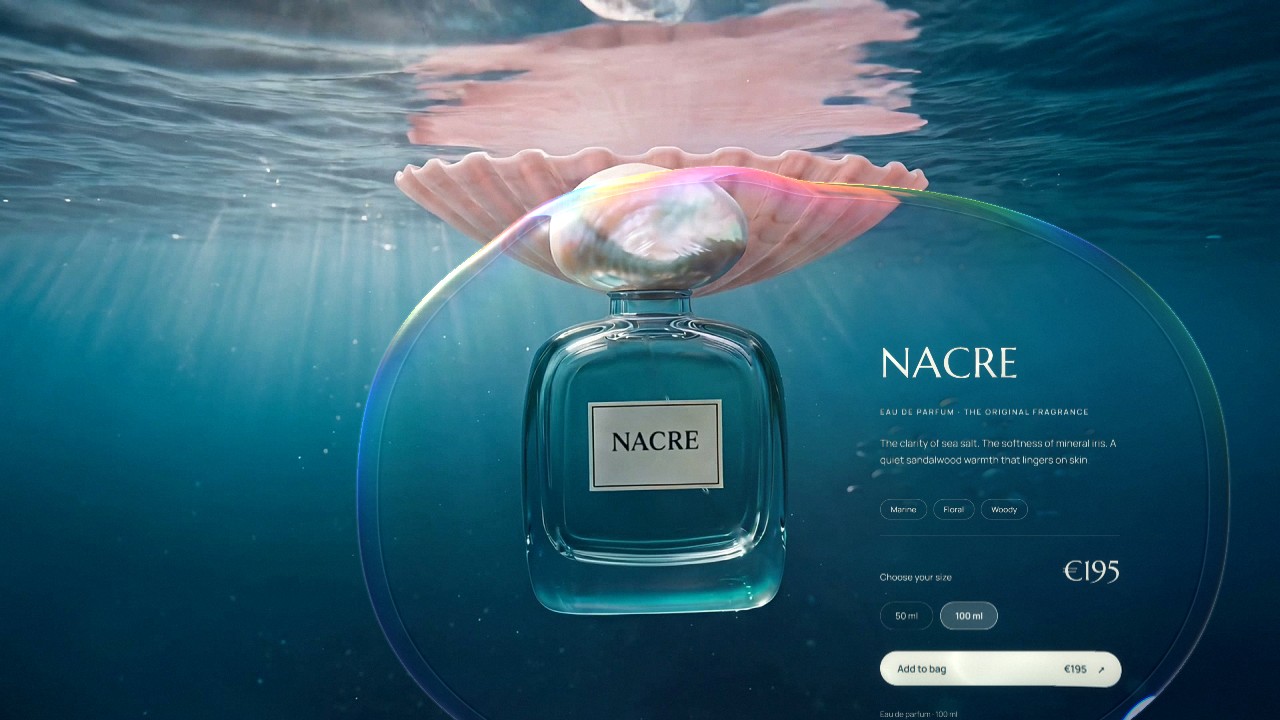 NACRE
NACRE
EAU DE PARFUM · THE ORIGINAL FRAGRANCE
The clarity of sea salt. The softness of mineral iris. A
quiet sandalwood warmth that lingers on skin.
Marine Floral Woody
Choose your size €195
50 ml 100 ml
Add to bag €195 ↗
Eau de parfum · 100 ml